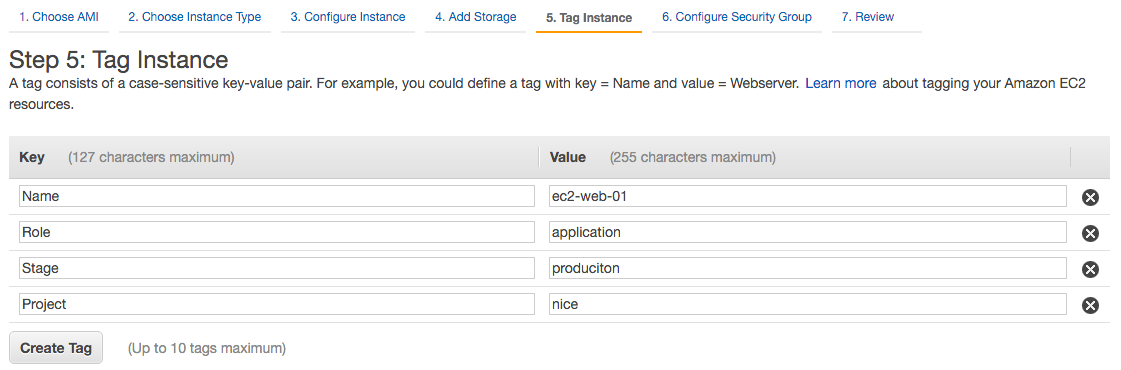 1. Choose AMI 2. Choose Instance Type 3. Configure Instance 4. Add Storage 5. Tag Instance 6. Configure Security Group 7. Review
Step 5: Tag Instance
A tag consists of a case-sensitive key-value pair. For example, you could define a tag with key = Name and value = Webserver. Learn more about tagging your Amazon EC2
resources.
Key (127 characters maximum) Value (255 characters maximum)
Name ec2-web-01
Role application
Stage produciton
Project nice
Create Tag (Up to 10 tags maximum)